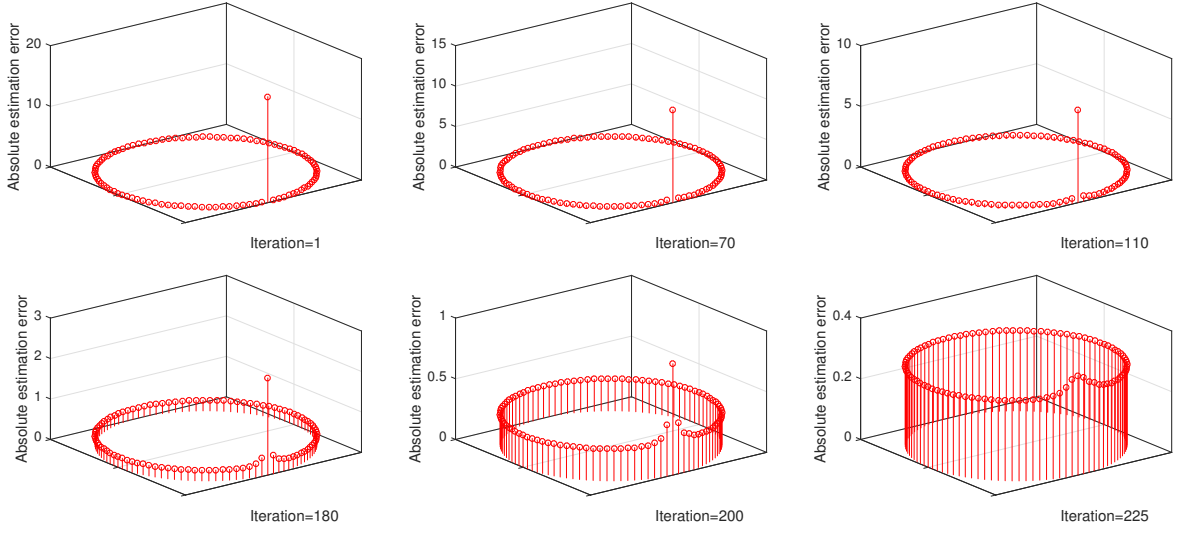 Absolute estimation error
20
10
0
Iteration=1
Absolute estimation error
15
10
5
0
Iteration=70
Absolute estimation error
10
5
0
Iteration=110
Absolute estimation error
3
2
1
0
Iteration=180
Absolute estimation error
1
0.5
0
Iteration=200
Absolute estimation error
0.4
0.2
0
Iteration=225